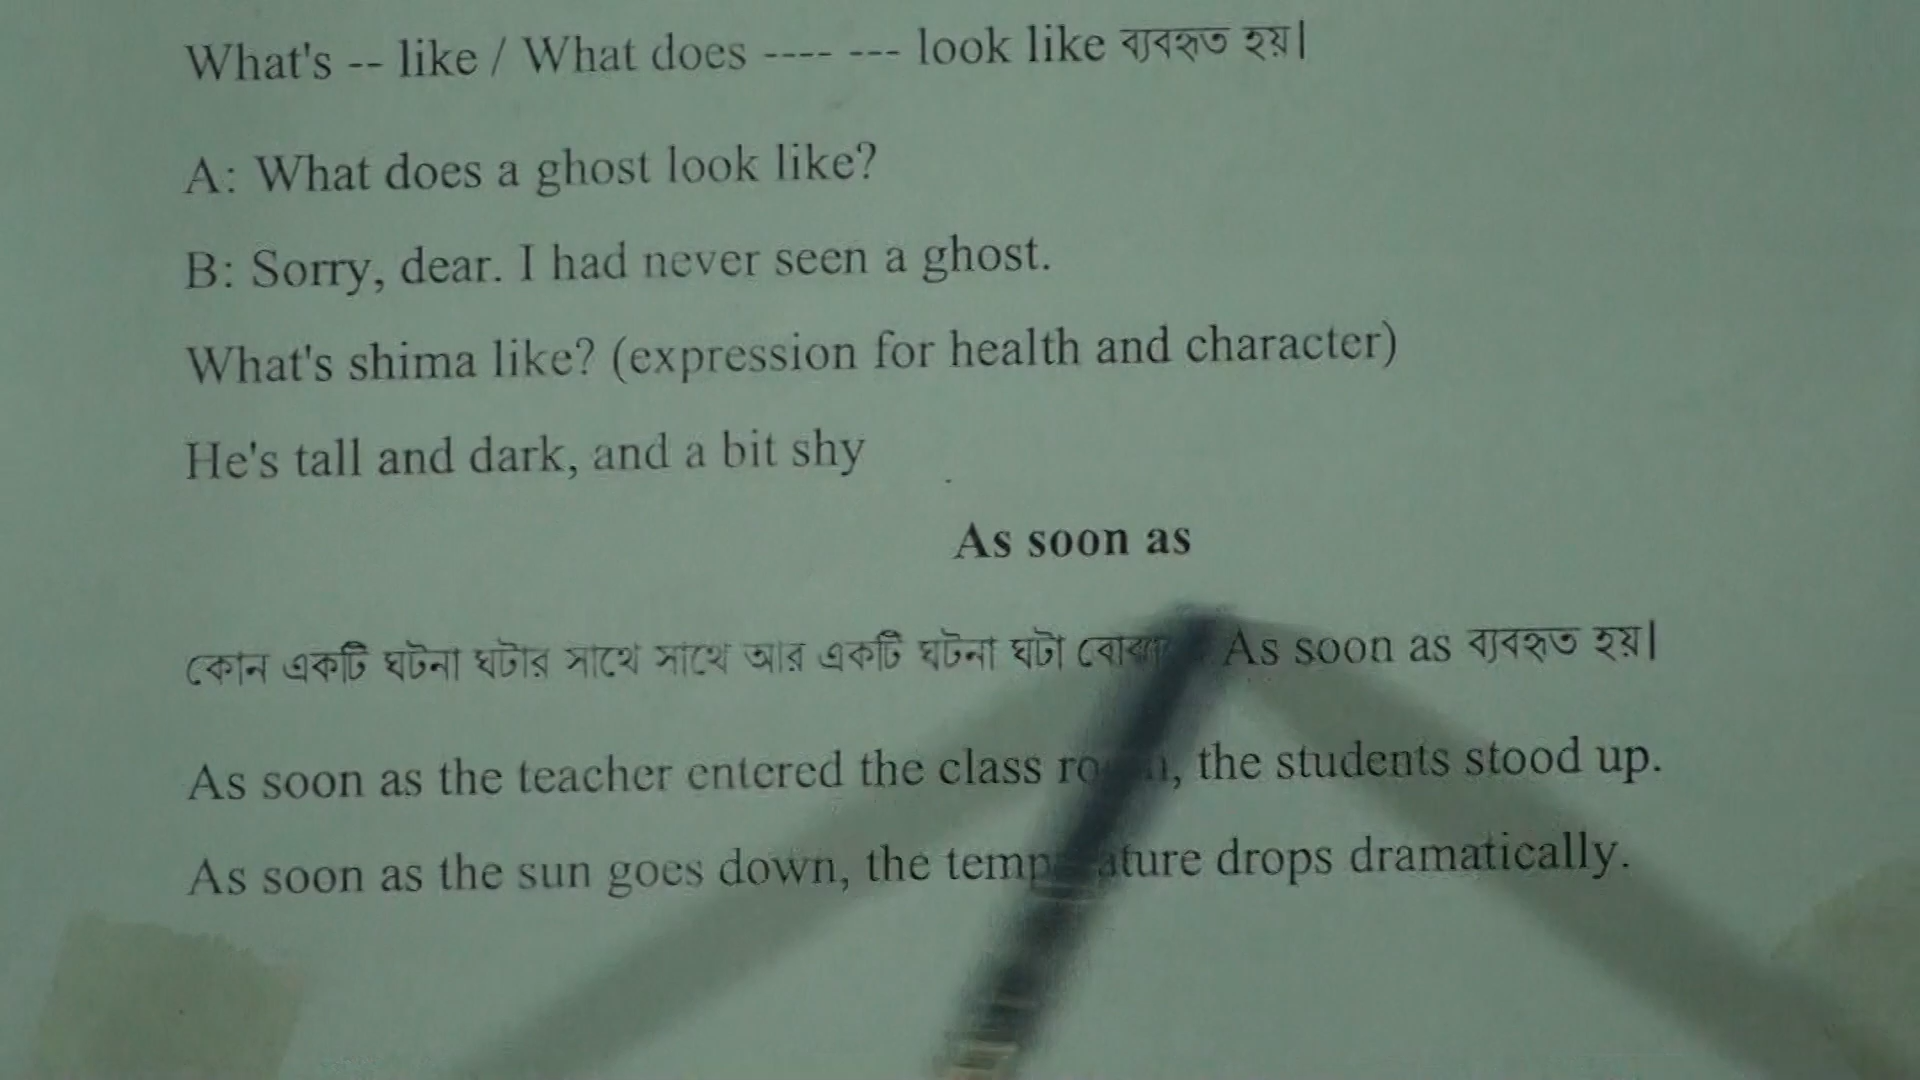 What's -- like / What does ---- --- look like ব্যবহৃত হয়।
A: What does a ghost look like?
B: Sorry, dear. I had never seen a ghost.
What's shima like? (expression for health and character)
He's tall and dark, and a bit shy
As soon as
কোন একটি ঘটনা ঘটার সাথে সাথে আর একটি ঘটনা ঘটা As soon as ব্যবহৃত হয়।
As soon as the teacher entered the class , the students stood up.
As soon as the sun goes down, the temperature drops dramatically.